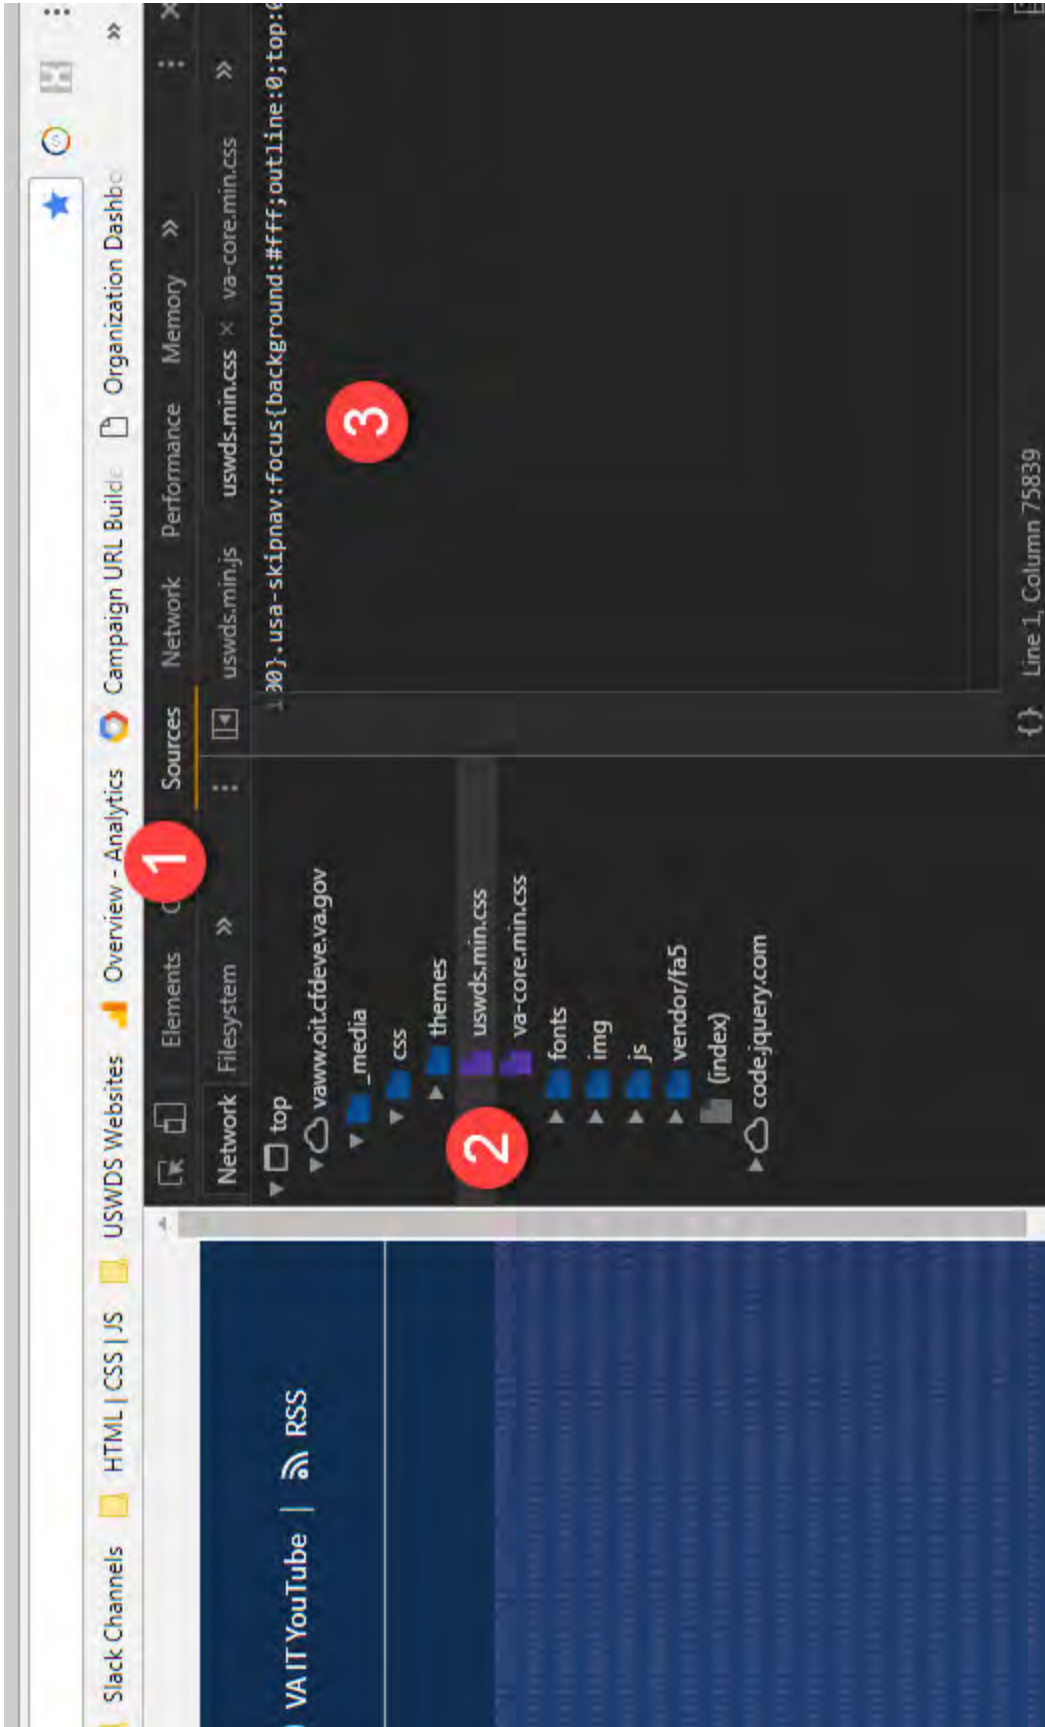 Slack Channels HTML | CSS | JS USWDS Websites Overview - Analytics Campaign URL Builde Organization Dashbo »
Elements Sources Network Performance Memory »
1
Network Filesystem » uswds.min.js uswds.min.css × va-core.min.css »
top
vaww.oit.cfdeve.va.gov
_media
css
themes
uswds.min.css
va-core.min.css
fonts
img
js
vendor/fa5
(index)
code.jquery.com
2
00}.usa-skipnav:focus{background:#fff;outline:0;top:0
3
{} Line 1, Column 75839
VA IT YouTube | RSS